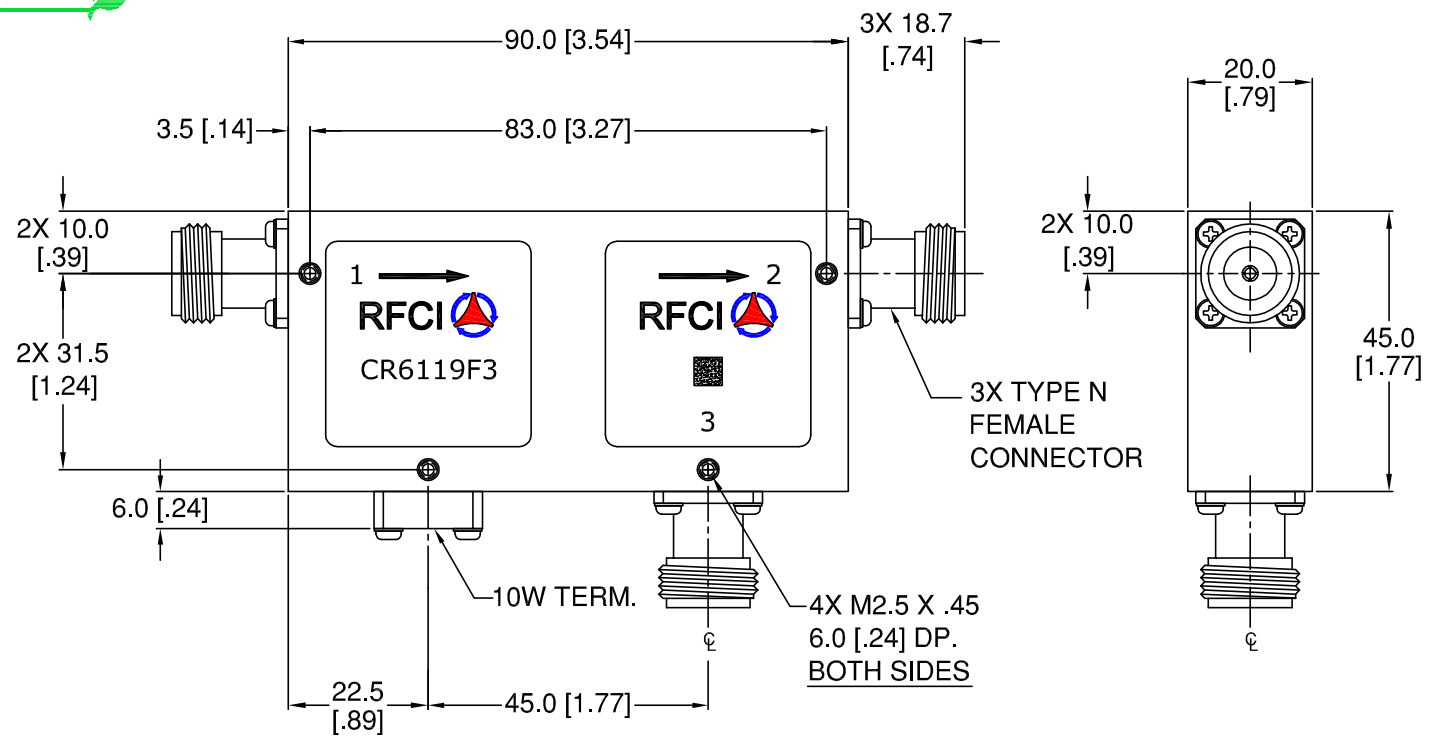 90.0 [3.54]
3X 18.7
[.74]
20.0
[.79]
3.5 [.14]
83.0 [3.27]
2X 10.0
[.39]
2X 10.0
[.39]
1
2
RFCI
RFCI
CR6119F3
3
2X 31.5
[1.24]
45.0
[1.77]
3X TYPE N
FEMALE
CONNECTOR
6.0 [.24]
10W TERM.
4X M2.5 X .45
6.0 [.24] DP.
BOTH SIDES
℄
℄
22.5
[.89]
45.0 [1.77]